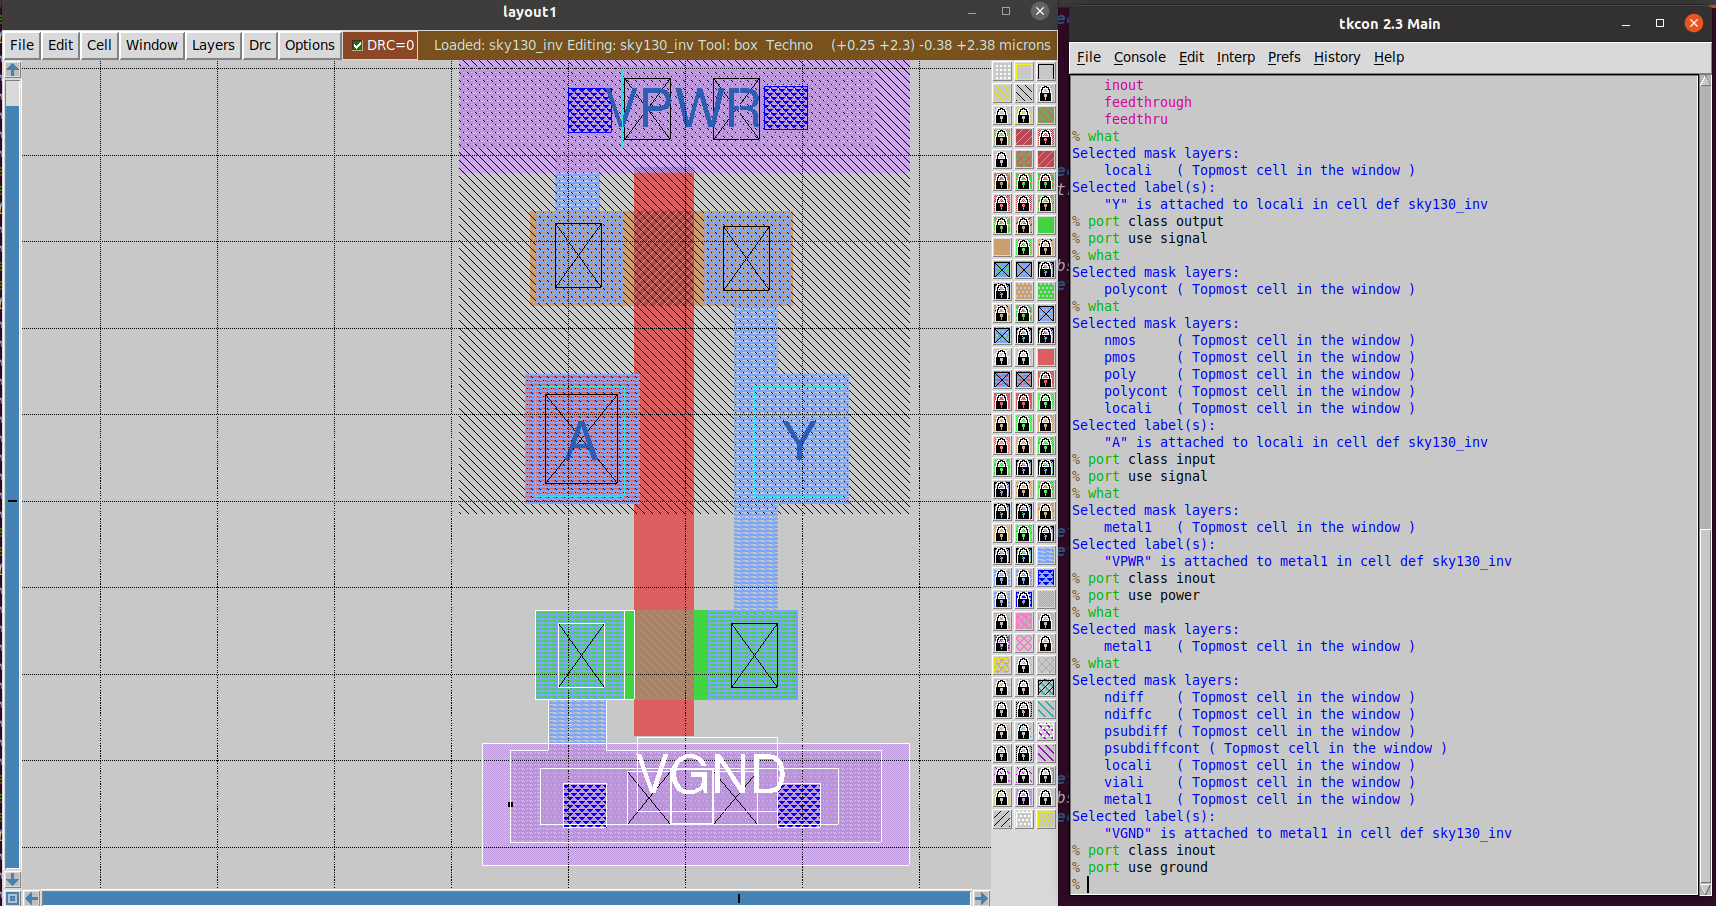 layout1
File Edit Cell Window Layers Drc Options DRC=0 Loaded: sky130_inv Editing: sky130_inv Tool: box Techno (+0.25 +2.3) -0.38 +2.38 microns
VPWR
A
Y
VGND
tkcon 2.3 Main
File Console Edit Interp Prefs History Help
inout
feedthrough
feedthru
% what
Selected mask layers:
locali ( Topmost cell in the window )
Selected label(s):
"Y" is attached to locali in cell def sky130_inv
% port class output
% port use signal
% what
Selected mask layers:
polycont ( Topmost cell in the window )
% what
Selected mask layers:
nmos ( Topmost cell in the window )
pmos ( Topmost cell in the window )
poly ( Topmost cell in the window )
polycont ( Topmost cell in the window )
locali ( Topmost cell in the window )
Selected label(s):
"A" is attached to locali in cell def sky130_inv
% port class input
% port use signal
% what
Selected mask layers:
metal1 ( Topmost cell in the window )
Selected label(s):
"VPWR" is attached to metal1 in cell def sky130_inv
% port class inout
% port use power
% what
Selected mask layers:
metal1 ( Topmost cell in the window )
% what
Selected mask layers:
ndiff ( Topmost cell in the window )
ndiffc ( Topmost cell in the window )
psubdiff ( Topmost cell in the window )
psubdiffcont ( Topmost cell in the window )
locali ( Topmost cell in the window )
viali ( Topmost cell in the window )
metal1 ( Topmost cell in the window )
Selected label(s):
"VGND" is attached to metal1 in cell def sky130_inv
% port class inout
% port use ground
%